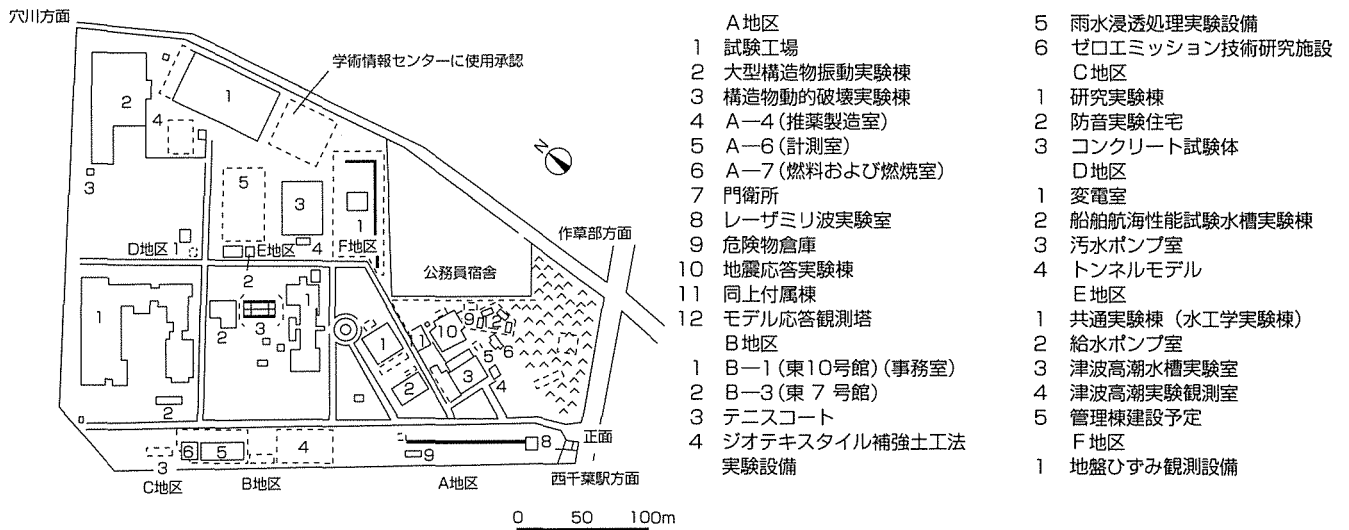 穴川方面
学術情報センターに使用承認
N
作草部方面
公務員宿舎
D地区
E地区
F地区
正面
西千葉駅方面
C地区
B地区
A地区
0 50 100m
A地区
1 試験工場
2 大型構造物振動実験棟
3 構造物動的破壊実験棟
4 A—4(推薬製造室)
5 A—6(計測室)
6 A—7(燃料および燃焼室)
7 門衛所
8 レーザミリ波実験室
9 危険物倉庫
10 地震応答実験棟
11 同上付属棟
12 モデル応答観測塔
B地区
1 B—1(東10号館)(事務室)
2 B—3(東 7 号館)
3 テニスコート
4 ジオテキスタイル補強土工法
実験設備
5 雨水浸透処理実験設備
6 ゼロエミッション技術研究施設
C地区
1 研究実験棟
2 防音実験住宅
3 コンクリート試験体
D地区
1 変電室
2 船舶航海性能試験水槽実験棟
3 汚水ポンプ室
4 トンネルモデル
E地区
1 共通実験棟(水工学実験棟)
2 給水ポンプ室
3 津波高潮水槽実験室
4 津波高潮実験観測室
5 管理棟建設予定
F地区
1 地盤ひずみ観測設備